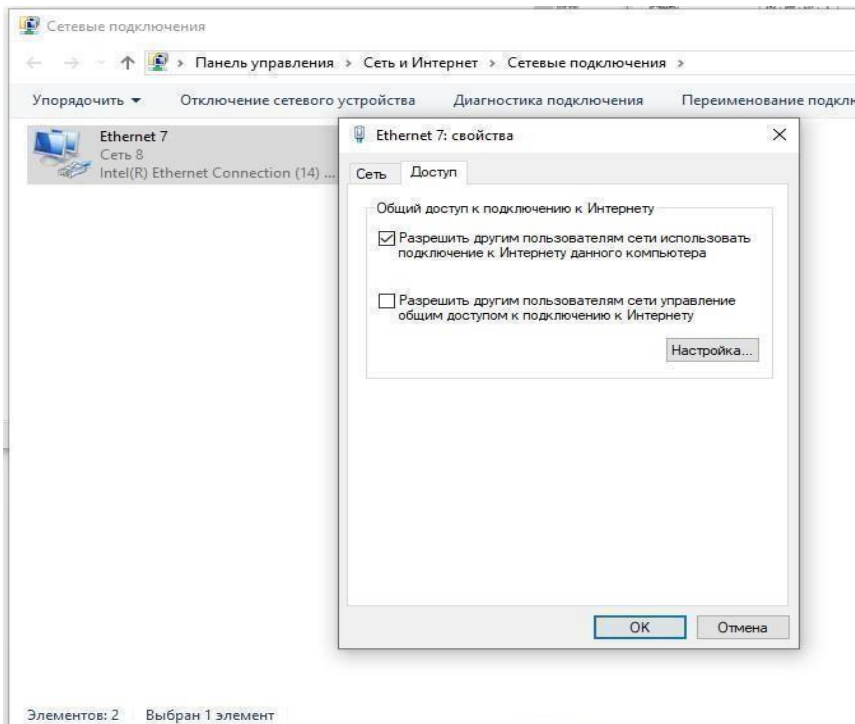 Сетевые подключения
Панель управления > Сеть и Интернет > Сетевые подключения >
Упорядочить Отключение сетевого устройства Диагностика подключения Переименование подкл
Ethernet 7
Сеть 8
Intel(R) Ethernet Connection (14) ...
Ethernet 7: свойства
Сеть Доступ
Общий доступ к подключению к Интернету
Разрешить другим пользователям сети использовать
подключение к Интернету данного компьютера
Разрешить другим пользователям сети управление
общим доступом к подключению к Интернету
Настройка...
OK Отмена
Элементов: 2 Выбран 1 элемент